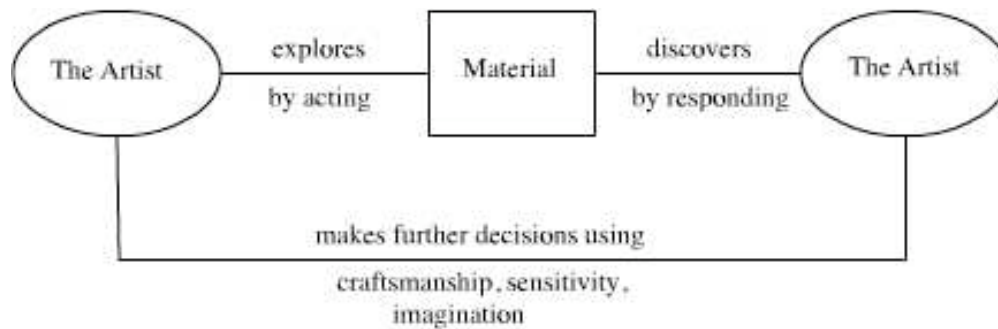 The Artist
explores
by acting
Material
discovers
by responding
The Artist
makes further decisions using
craftsmanship, sensitivity,
imagination